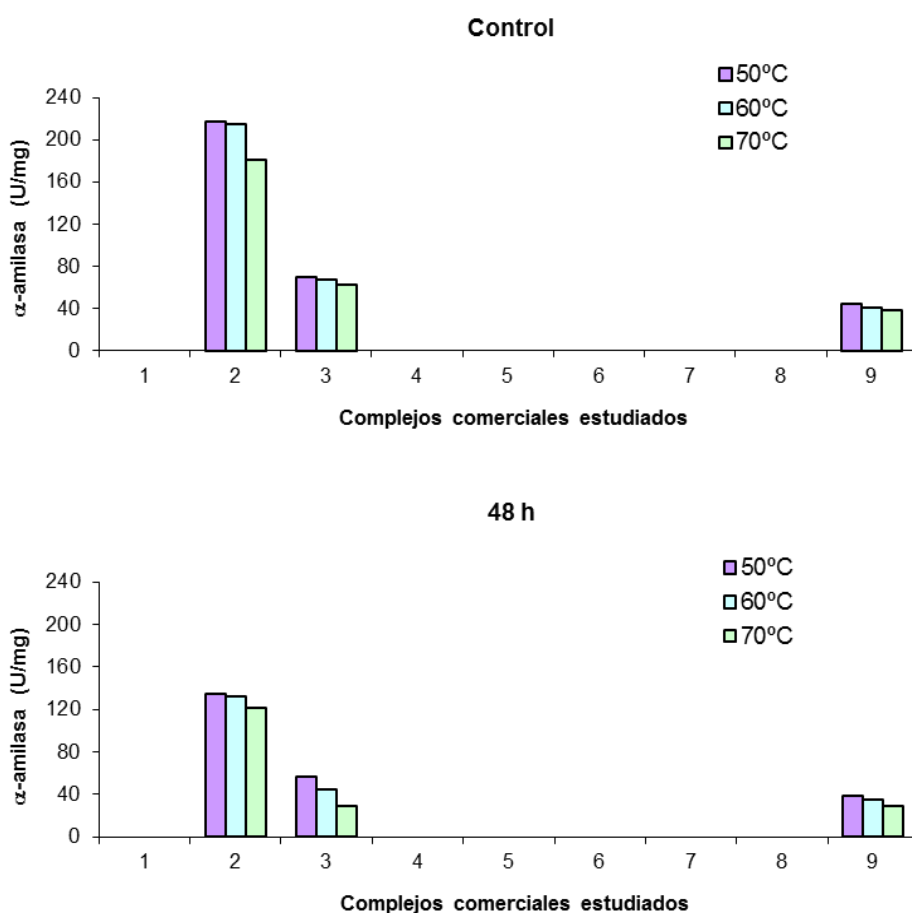 Control
50ºC
60ºC
70ºC
α-amilasa (U/mg)
240
200
160
120
80
40
0
1 2 3 4 5 6 7 8 9
Complejos comerciales estudiados
48 h
50ºC
60ºC
70ºC
α-amilasa (U/mg)
240
200
160
120
80
40
0
1 2 3 4 5 6 7 8 9
Complejos comerciales estudiados